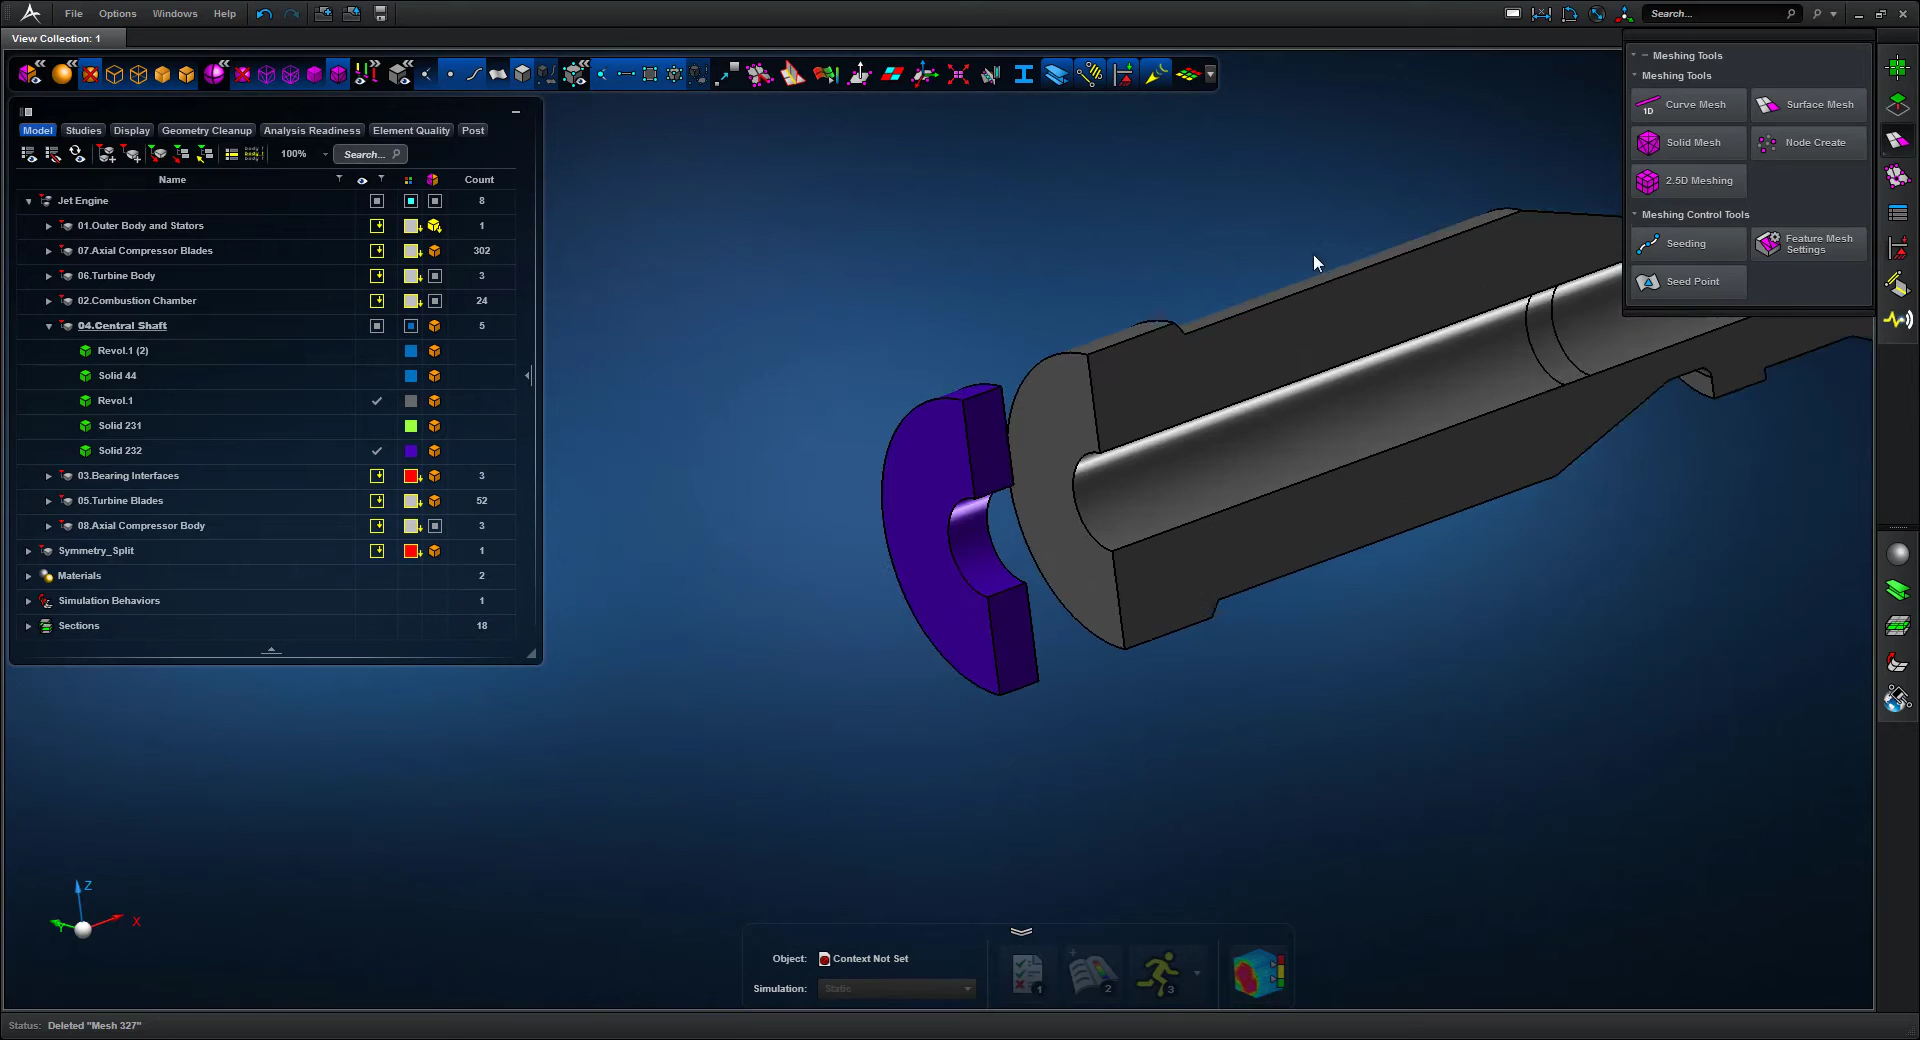 File Options Windows Help
Search...
View Collection: 1
Meshing Tools
Meshing Tools
Curve Mesh
1D
Surface Mesh
Solid Mesh
Node Create
2.5D Meshing
Meshing Control Tools
Seeding
Feature Mesh
Settings
Seed Point
Model Studies Display Geometry Cleanup Analysis Readiness Element Quality Post
100% Search...
Name Count
Jet Engine 8
01.Outer Body and Stators 1
07.Axial Compressor Blades 302
06.Turbine Body 3
02.Combustion Chamber 24
04.Central Shaft 5
Revol.1 (2)
Solid 44
Revol.1
Solid 231
Solid 232
03.Bearing Interfaces 3
05.Turbine Blades 52
08.Axial Compressor Body 3
Symmetry_Split 1
Materials 2
Simulation Behaviors 1
Sections 18
Z
X
Y
Object: Context Not Set
Simulation: Static
1
2
3
Status: Deleted "Mesh 327"